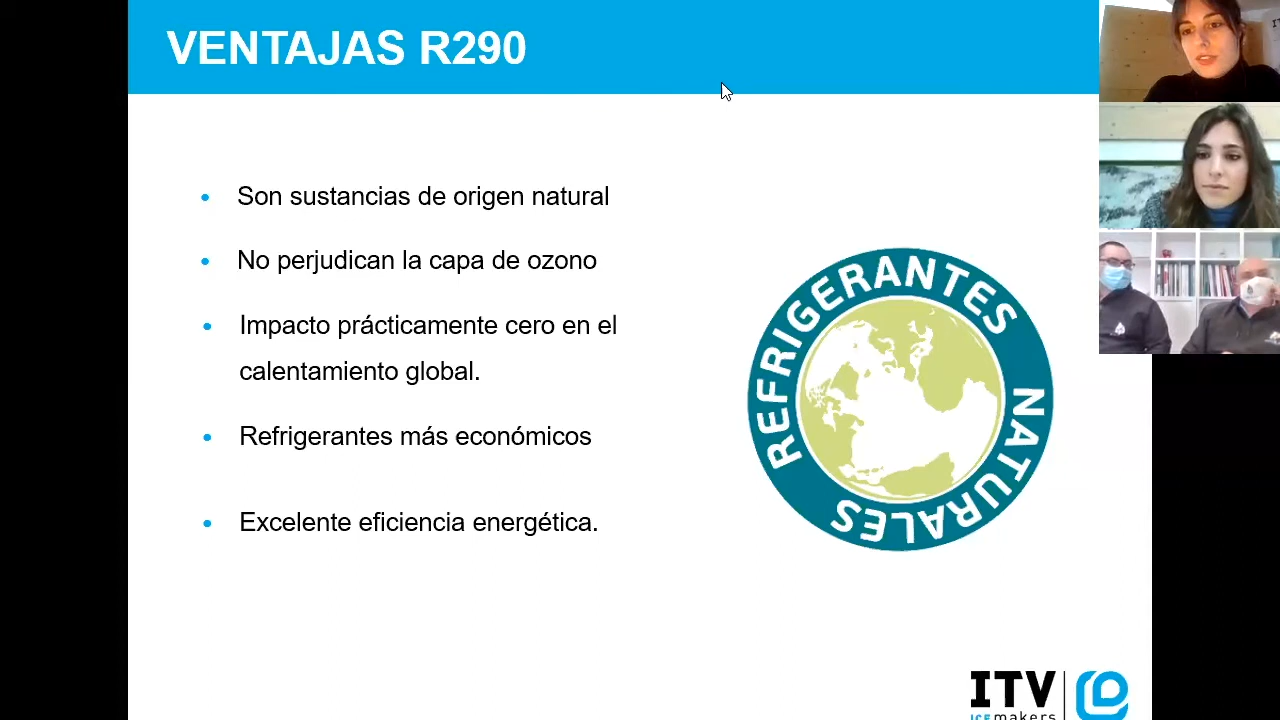 VENTAJAS R290
Son sustancias de origen natural
No perjudican la capa de ozono
Impacto prácticamente cero en el
calentamiento global.
Refrigerantes más económicos
Excelente eficiencia energética.
REFRIGERANTES
NATURALES
ITV
ICE makers